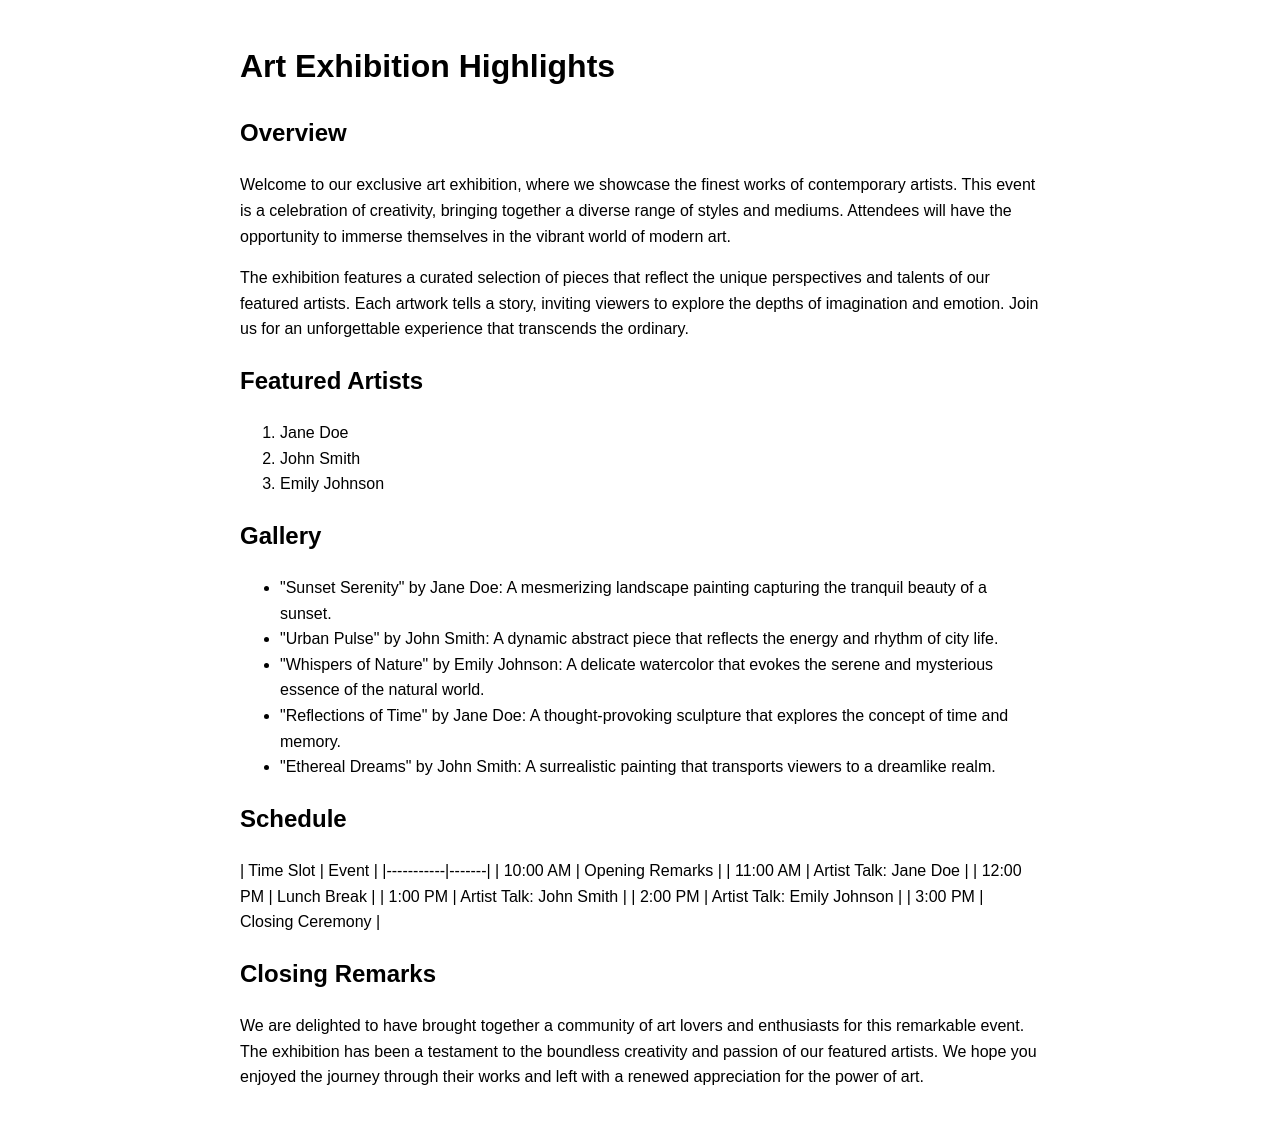 Art Exhibition Highlights
Overview
Welcome to our exclusive art exhibition, where we showcase the finest works of contemporary artists. This event
is a celebration of creativity, bringing together a diverse range of styles and mediums. Attendees will have the
opportunity to immerse themselves in the vibrant world of modern art.
The exhibition features a curated selection of pieces that reflect the unique perspectives and talents of our
featured artists. Each artwork tells a story, inviting viewers to explore the depths of imagination and emotion. Join
us for an unforgettable experience that transcends the ordinary.
Featured Artists
1. Jane Doe
2. John Smith
3. Emily Johnson
Gallery
• "Sunset Serenity" by Jane Doe: A mesmerizing landscape painting capturing the tranquil beauty of a
sunset.
• "Urban Pulse" by John Smith: A dynamic abstract piece that reflects the energy and rhythm of city life.
• "Whispers of Nature" by Emily Johnson: A delicate watercolor that evokes the serene and mysterious
essence of the natural world.
• "Reflections of Time" by Jane Doe: A thought-provoking sculpture that explores the concept of time and
memory.
• "Ethereal Dreams" by John Smith: A surrealistic painting that transports viewers to a dreamlike realm.
Schedule
| Time Slot | Event | |-----------|-------| | 10:00 AM | Opening Remarks | | 11:00 AM | Artist Talk: Jane Doe | | 12:00
PM | Lunch Break | | 1:00 PM | Artist Talk: John Smith | | 2:00 PM | Artist Talk: Emily Johnson | | 3:00 PM |
Closing Ceremony |
Closing Remarks
We are delighted to have brought together a community of art lovers and enthusiasts for this remarkable event.
The exhibition has been a testament to the boundless creativity and passion of our featured artists. We hope you
enjoyed the journey through their works and left with a renewed appreciation for the power of art.